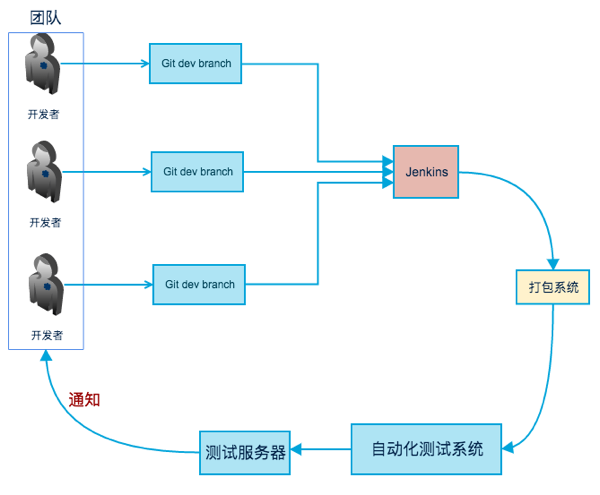 团队
开发者
Git dev branch
开发者
Git dev branch
开发者
Git dev branch
Jenkins
打包系统
自动化测试系统
测试服务器
通知